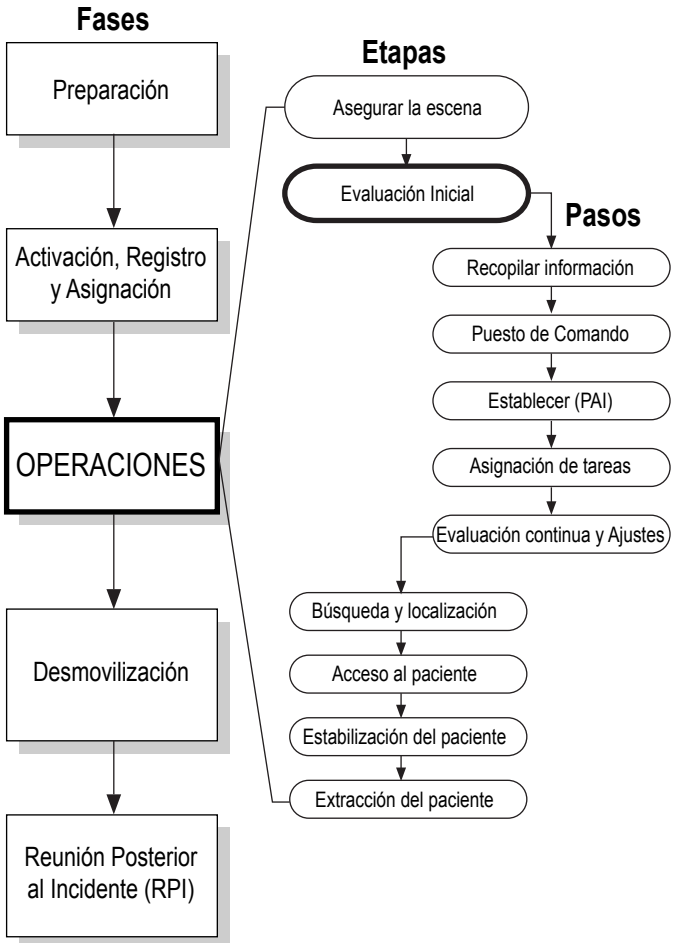 Fases
Preparación
Activación, Registro
y Asignación
OPERACIONES
Desmovilización
Reunión Posterior
al Incidente (RPI)
Etapas
Asegurar la escena
Evaluación Inicial
Pasos
Recopilar información
Puesto de Comando
Establecer (PAI)
Asignación de tareas
Evaluación continua y Ajustes
Búsqueda y localización
Acceso al paciente
Estabilización del paciente
Extracción del paciente